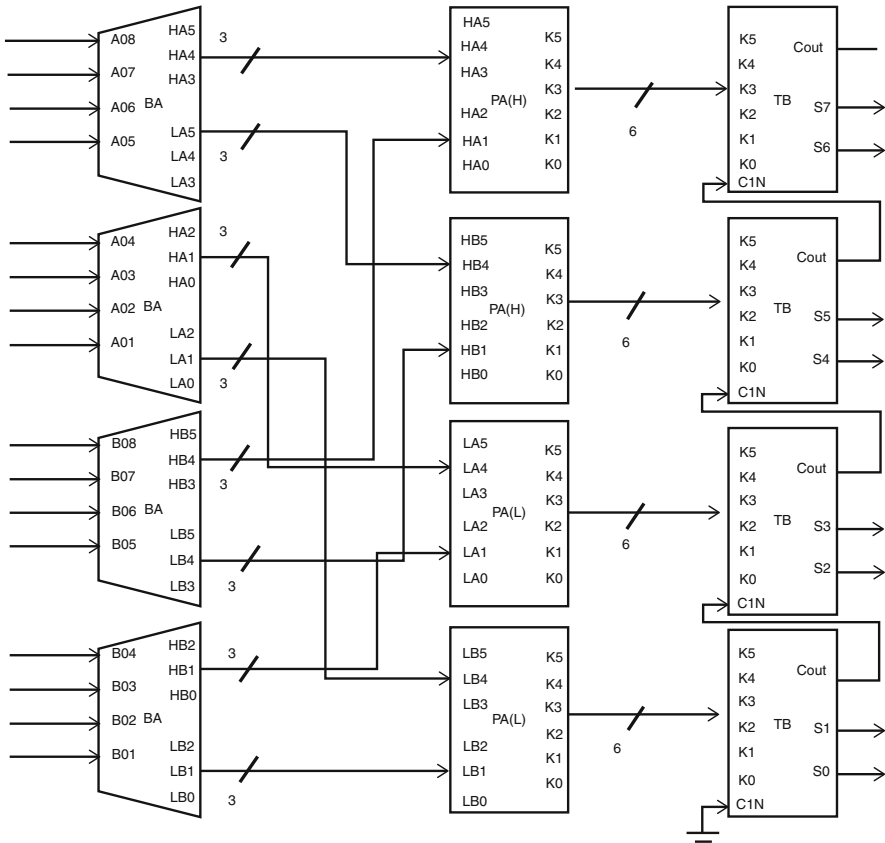 A08
A07
A06 BA
A05
HA5
HA4
HA3
LA5
LA4
LA3
3
3
A04
A03
A02 BA
A01
HA2
HA1
HA0
LA2
LA1
LA0
3
3
B08
B07
B06 BA
B05
HB5
HB4
HB3
LB5
LB4
LB3
3
3
B04
B03
B02 BA
B01
HB2
HB1
HB0
LB2
LB1
LB0
3
3
HA5
HA4
HA3
HA2
HA1
HA0
PA(H)
K5
K4
K3
K2
K1
K0
6
HB5
HB4
HB3
HB2
HB1
HB0
PA(H)
K5
K4
K3
K2
K1
K0
6
LA5
LA4
LA3
LA2
LA1
LA0
PA(L)
K5
K4
K3
K2
K1
K0
6
LB5
LB4
LB3
LB2
LB1
LB0
PA(L)
K5
K4
K3
K2
K1
K0
6
K5
K4
K3
K2
K1
K0
C1N
TB
Cout
S7
S6
K5
K4
K3
K2
K1
K0
C1N
TB
Cout
S5
S4
K5
K4
K3
K2
K1
K0
C1N
TB
Cout
S3
S2
K5
K4
K3
K2
K1
K0
C1N
TB
Cout
S1
S0